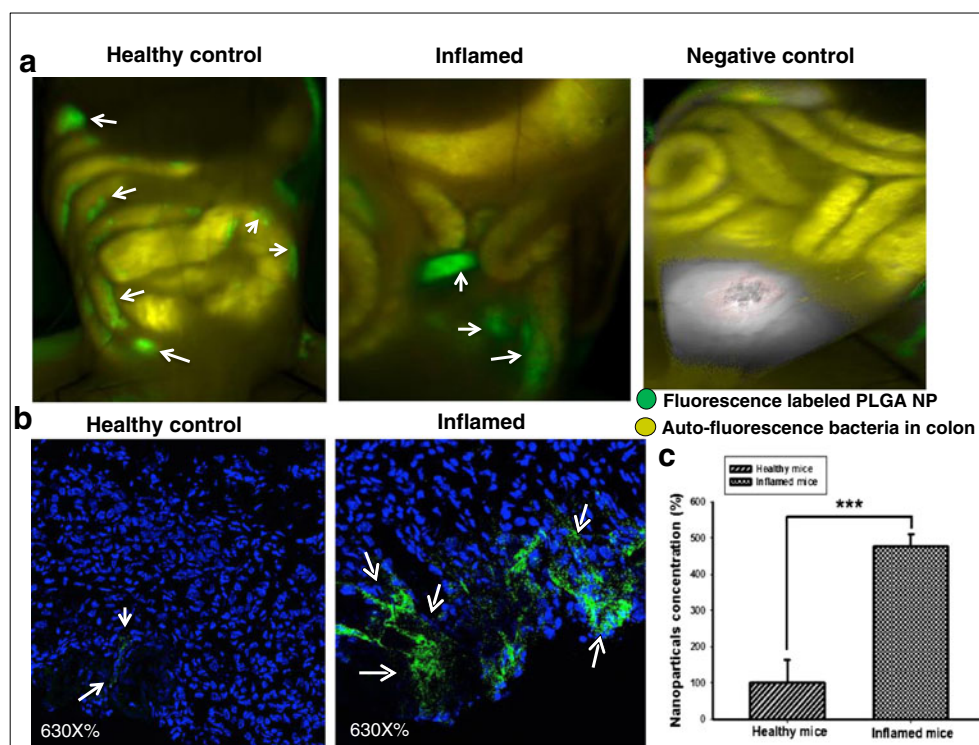 a
Healthy control
Inflamed
Negative control
Fluorescence labeled PLGA NP
Auto-fluorescence bacteria in colon
b
Healthy control
Inflamed
630X%
630X%
c
Healthy mice
Inflamed mice
Nanoparticals concentration (%)
600
500
400
300
200
100
0
***
Healthy mice
Inflamed mice